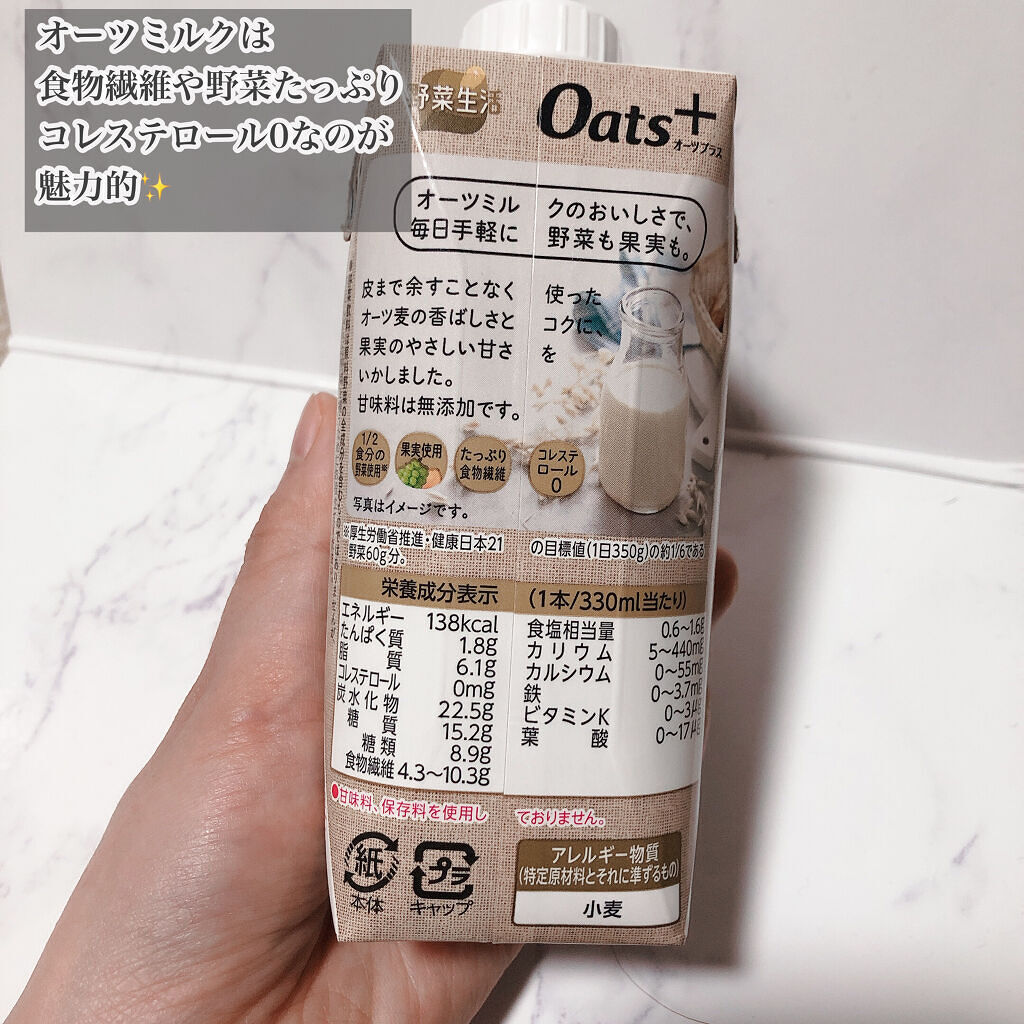 オーツミルクは
食物繊維や野菜たっぷり
コレステロール0なのが
魅力的✨
野菜生活
Oats+
オーツプラス
オーツミルクのおいしさで、
毎日手軽に野菜も果実も。
皮まで余すことなく使った
オーツ麦の香ばしさとコクに、
果実のやさしい甘さを
いかしました。
甘味料は無添加です。
1/2
食分の
野菜使用※
果実使用
たっぷり
食物繊維
コレステ
ロール
0
写真はイメージです。
※厚生労働省推進・健康日本21の目標値(1日350g)の約1/6である
野菜60g分。
栄養成分表示 (1本/330ml当たり)
エネルギー 138kcal
たんぱく質 1.8g
脂質 6.1g
コレステロール 0mg
炭水化物 22.5g
糖質 15.2g
糖類 8.9g
食物繊維 4.3~10.3g
食塩相当量 0.6~1.6g
カリウム 5~440mg
カルシウム 0~55mg
鉄 0~3.7mg
ビタミンK 0~3μg
葉酸 0~17μg
●甘味料、保存料を使用しておりません。
紙
本体
プラ
キャップ
アレルギー物質
(特定原材料とそれに準ずるもの)
小麦